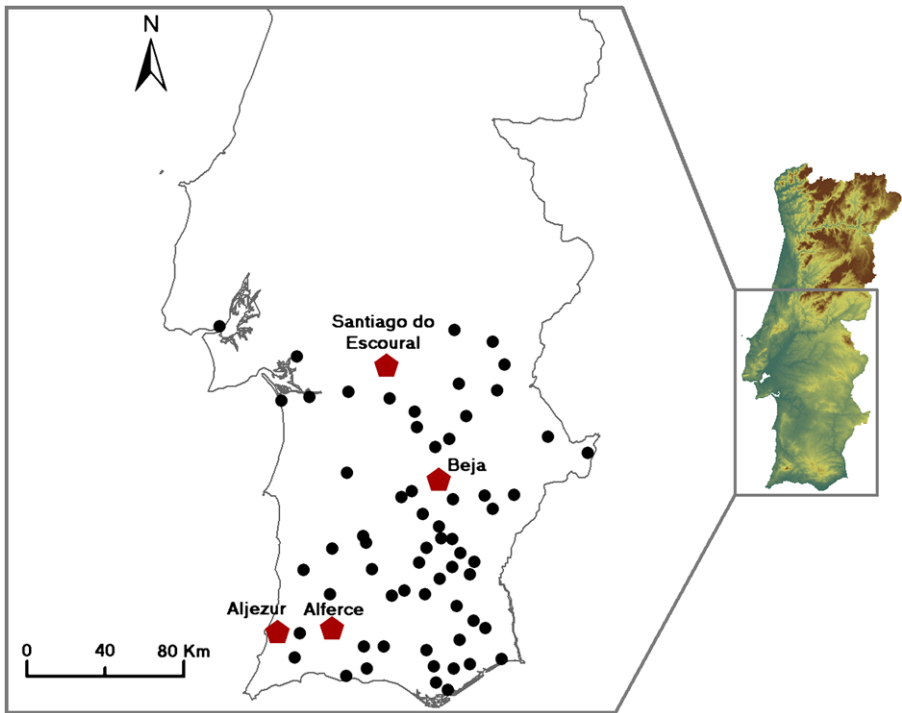 N
Santiago do
Escoural
Beja
Aljezur
Alferce
0 40 80 Km